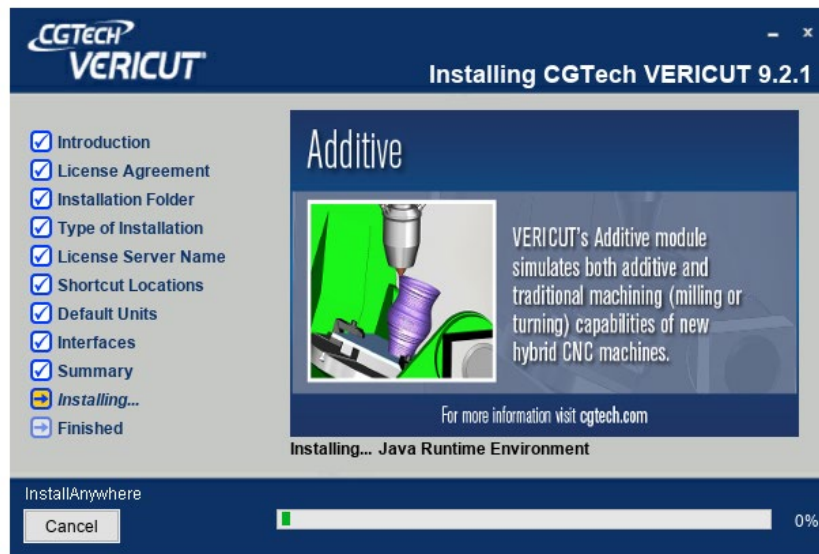 CGTECH
VERICUT
Installing CGTech VERICUT 9.2.1
Introduction
License Agreement
Installation Folder
Type of Installation
License Server Name
Shortcut Locations
Default Units
Interfaces
Summary
Installing...
Finished
Additive
VERICUT's Additive module
simulates both additive and
traditional machining (milling or
turning) capabilities of new
hybrid CNC machines.
For more information visit cgtech.com
Installing... Java Runtime Environment
InstallAnywhere
Cancel
0%